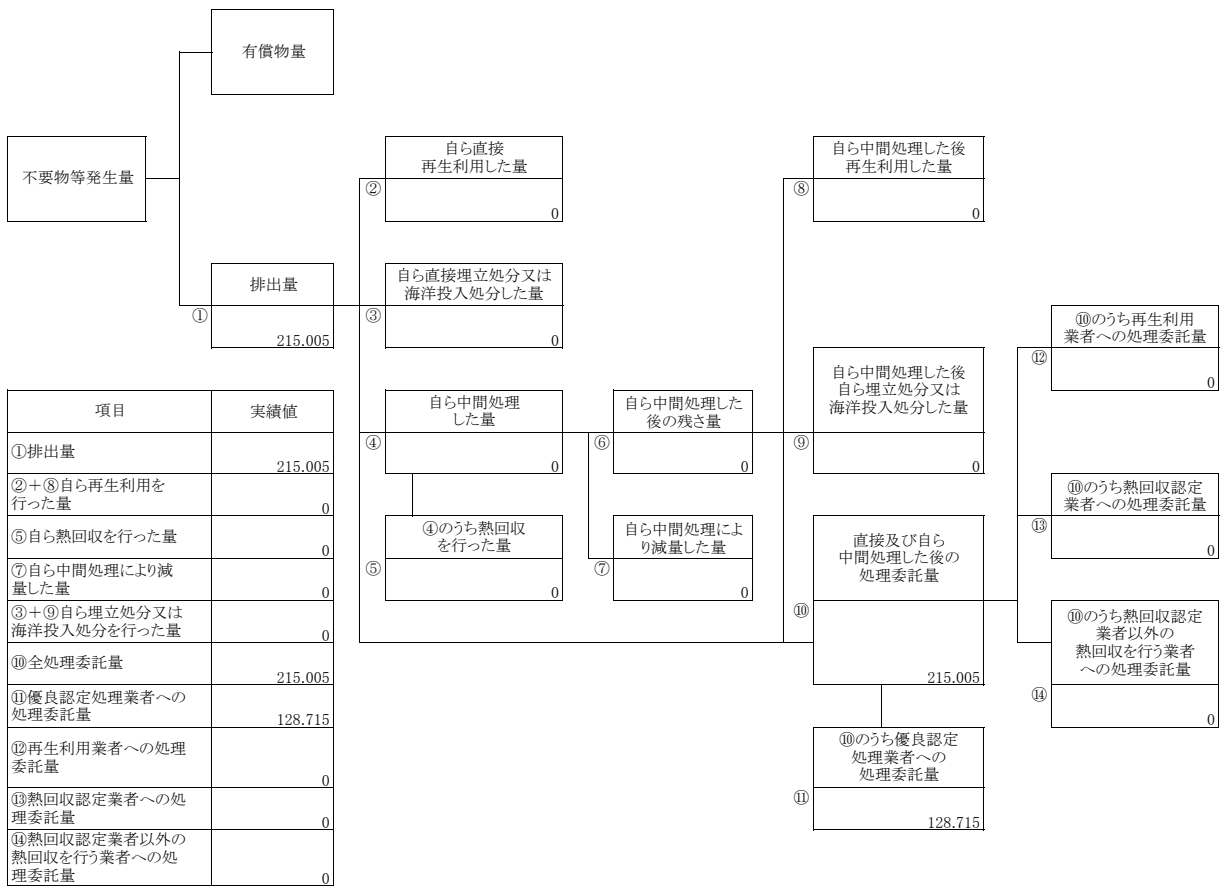 有償物量
不要物等発生量
自ら直接
再生利用した量
②
0
自ら中間処理した後
再生利用した量
⑧
0
排出量
①
215.005
自ら直接埋立処分又は
海洋投入処分した量
③
0
⑩のうち再生利用
業者への処理委託量
⑫
0
自ら中間処理
した量
④
0
自ら中間処理した
後の残さ量
⑥
0
自ら中間処理した後
自ら埋立処分又は
海洋投入処分した量
⑨
0
⑩のうち熱回収認定
業者への処理委託量
⑬
0
④のうち熱回収
を行った量
⑤
0
自ら中間処理によ
り減量した量
⑦
0
直接及び自ら
中間処理した後の
処理委託量
⑩
215.005
⑩のうち熱回収認定
業者以外の
熱回収を行う業者
への処理委託量
⑭
0
⑩のうち優良認定
処理業者への
処理委託量
⑪
128.715
項目 実績値
①排出量
215.005
②+⑧自ら再生利用を
行った量
0
⑤自ら熱回収を行った量
0
⑦自ら中間処理により減
量した量
0
③+⑨自ら埋立処分又は
海洋投入処分を行った量
0
⑩全処理委託量
215.005
⑪優良認定処理業者への
処理委託量
128.715
⑫再生利用業者への処理
委託量
0
⑬熱回収認定業者への処
理委託量
0
⑭熱回収認定業者以外の
熱回収を行う業者への処
理委託量
0